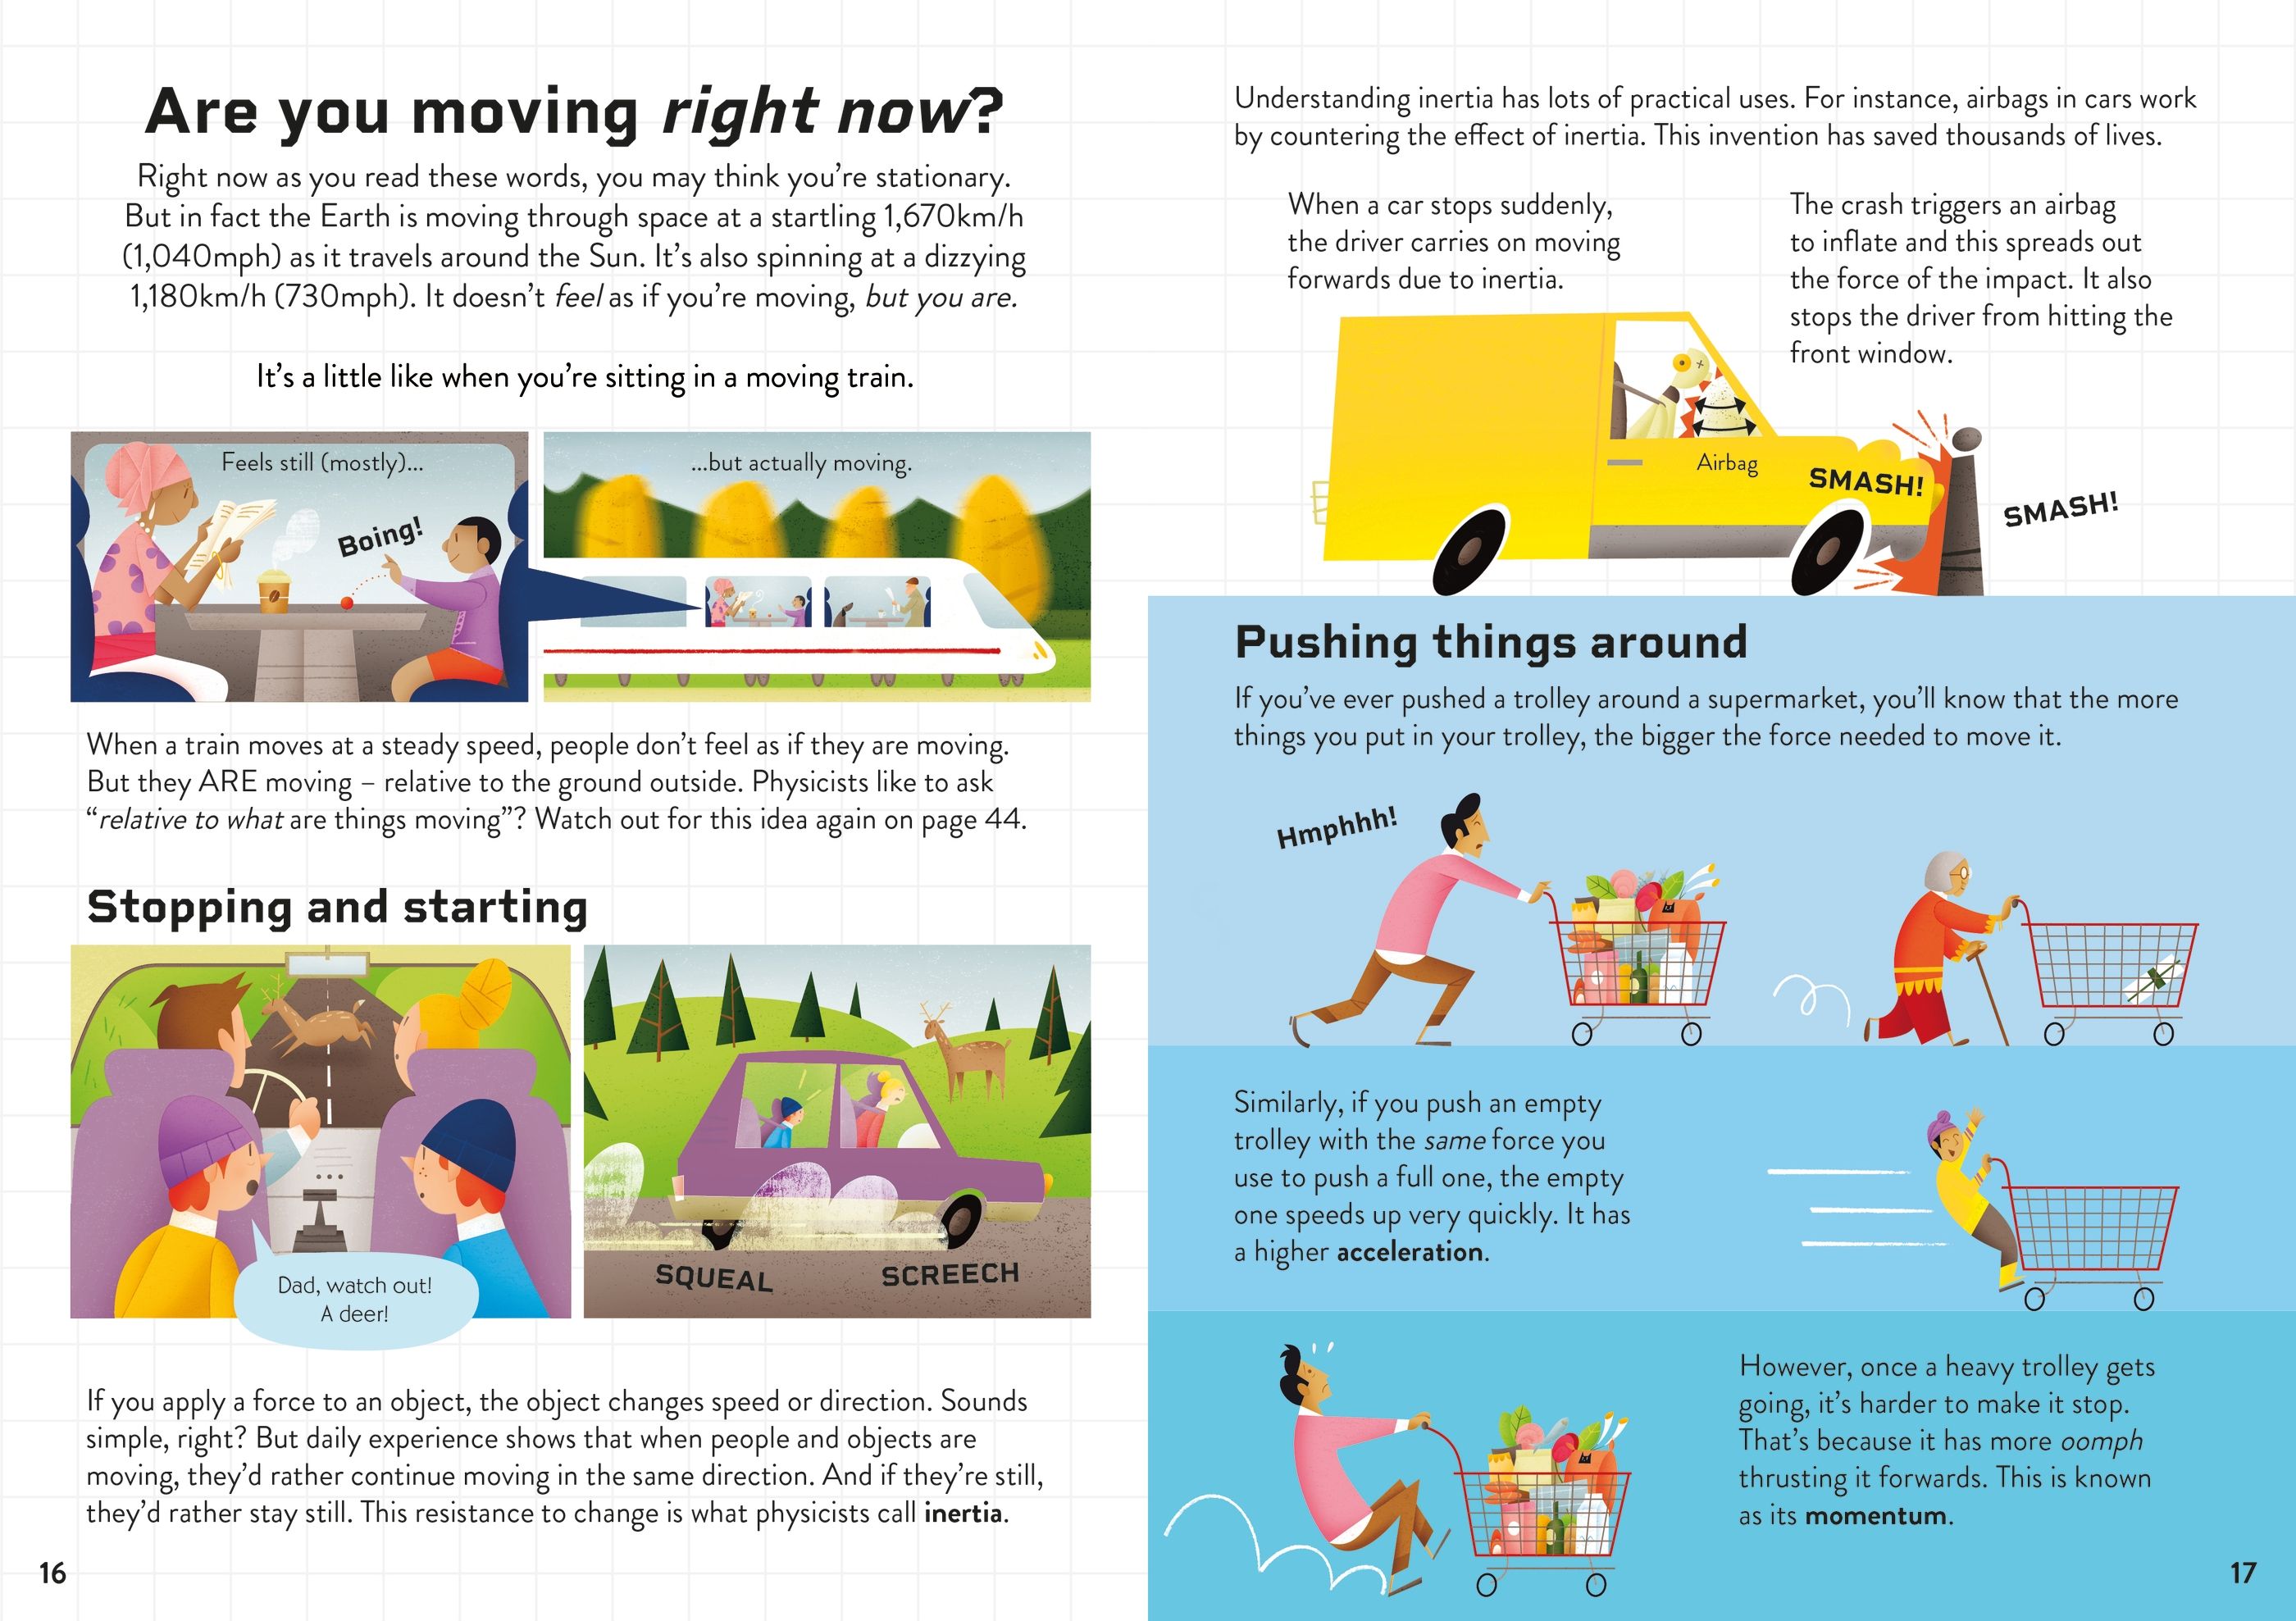 Are you moving right now?
Right now as you read these words, you may think you’re stationary.
But in fact the Earth is moving through space at a startling 1,670km/h
(1,040mph) as it travels around the Sun. It’s also spinning at a dizzying
1,180km/h (730mph). It doesn’t feel as if you’re moving, but you are.
It’s a little like when you’re sitting in a moving train.
Feels still (mostly)...
Boing!
...but actually moving.
When a train moves at a steady speed, people don’t feel as if they are moving.
But they ARE moving – relative to the ground outside. Physicists like to ask
“relative to what are things moving”? Watch out for this idea again on page 44.
Stopping and starting
Dad, watch out!
A deer!
SQUEAL
SCREECH
If you apply a force to an object, the object changes speed or direction. Sounds
simple, right? But daily experience shows that when people and objects are
moving, they’d rather continue moving in the same direction. And if they’re still,
they’d rather stay still. This resistance to change is what physicists call inertia.
16
Understanding inertia has lots of practical uses. For instance, airbags in cars work
by countering the effect of inertia. This invention has saved thousands of lives.
When a car stops suddenly,
the driver carries on moving
forwards due to inertia.
The crash triggers an airbag
to inflate and this spreads out
the force of the impact. It also
stops the driver from hitting the
front window.
Airbag
SMASH!
SMASH!
Pushing things around
If you’ve ever pushed a trolley around a supermarket, you’ll know that the more
things you put in your trolley, the bigger the force needed to move it.
Hmphhh!
Similarly, if you push an empty
trolley with the same force you
use to push a full one, the empty
one speeds up very quickly. It has
a higher acceleration.
However, once a heavy trolley gets
going, it’s harder to make it stop.
That’s because it has more oomph
thrusting it forwards. This is known
as its momentum.
17